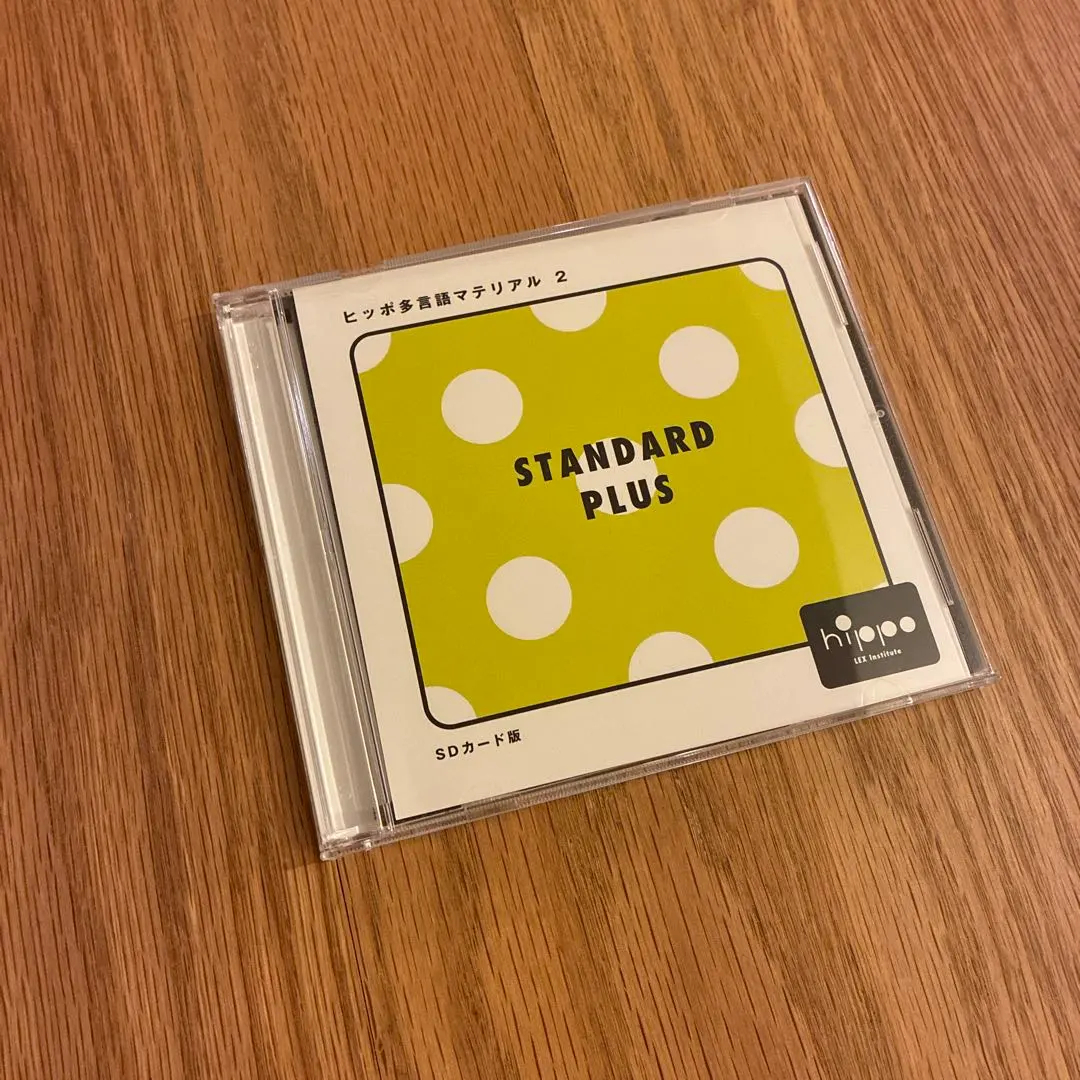 ヒッポ多言語マテリアル 2
STANDARD
PLUS
hippo
LEX Institute
SDカード版